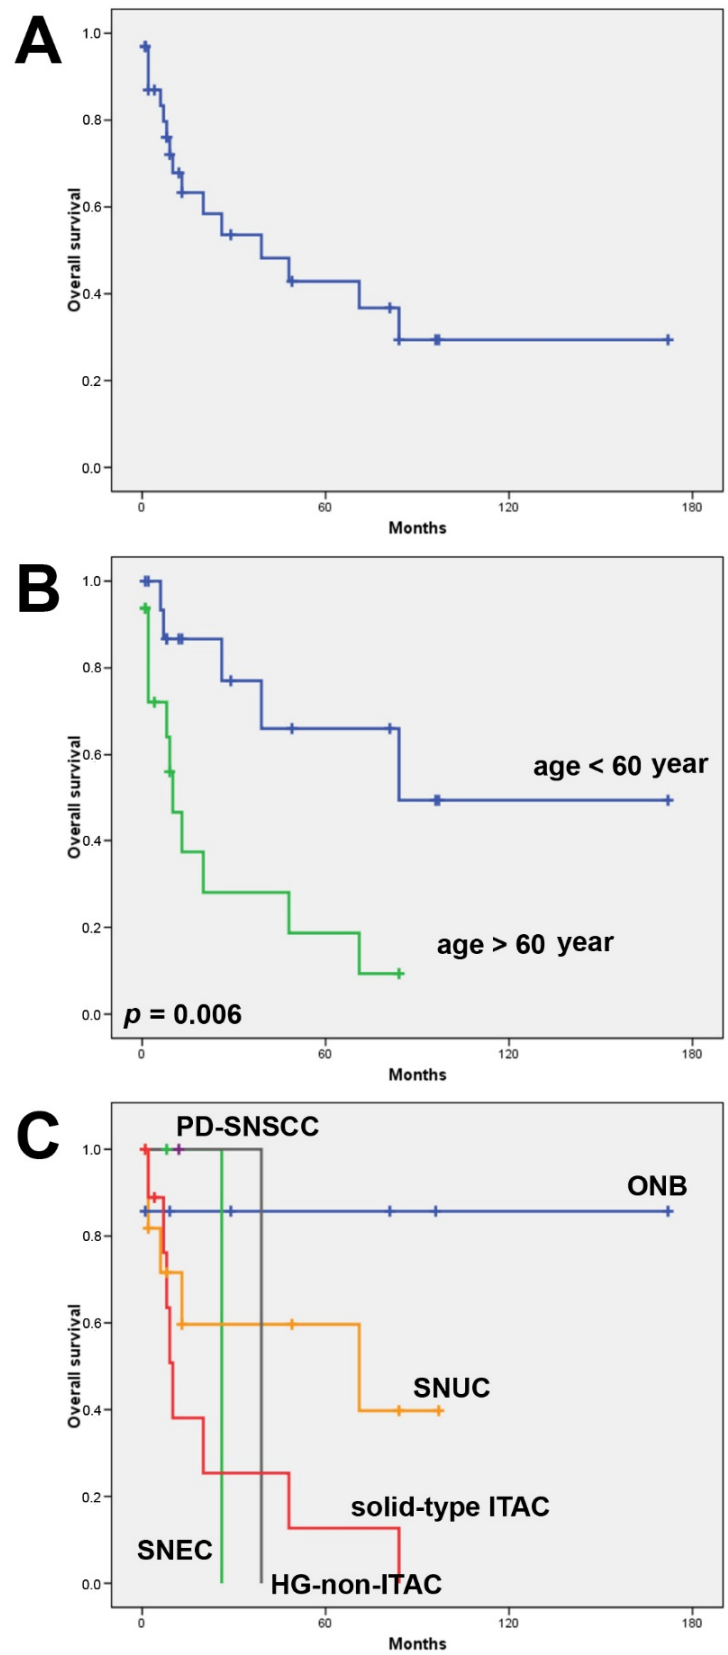 A
1.0
0.8
0.6
0.4
0.2
0.0
Overall survival
0
60
120
180
Months
B
1.0
0.8
0.6
0.4
0.2
0.0
Overall survival
age < 60 year
age > 60 year
p = 0.006
0
60
120
180
Months
C
1.0
0.8
0.6
0.4
0.2
0.0
Overall survival
PD-SNSCC
ONB
SNUC
solid-type ITAC
SNEC
HG-non-ITAC
0
60
120
180
Months